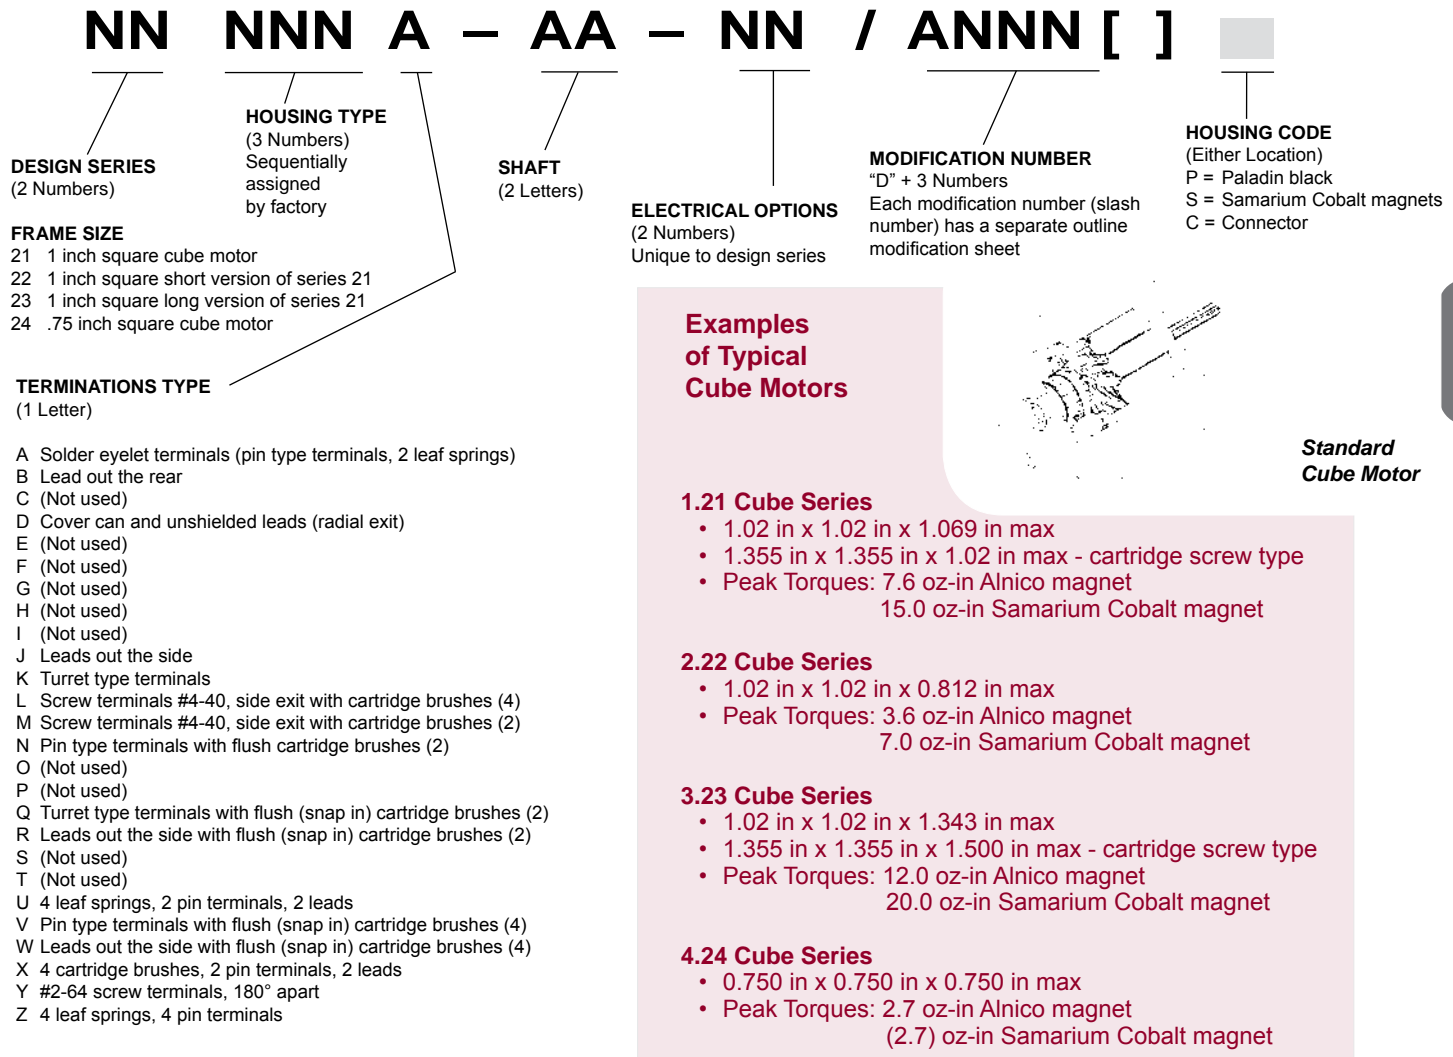 NN NNN A – AA – NN / ANNN [ ]
DESIGN SERIES
(2 Numbers)
HOUSING TYPE
(3 Numbers)
Sequentially
assigned
by factory
SHAFT
(2 Letters)
ELECTRICAL OPTIONS
(2 Numbers)
Unique to design series
MODIFICATION NUMBER
“D” + 3 Numbers
Each modification number (slash
number) has a separate outline
modification sheet
HOUSING CODE
(Either Location)
P = Paladin black
S = Samarium Cobalt magnets
C = Connector
FRAME SIZE
21 1 inch square cube motor
22 1 inch square short version of series 21
23 1 inch square long version of series 21
24 .75 inch square cube motor
TERMINATIONS TYPE
(1 Letter)
A Solder eyelet terminals (pin type terminals, 2 leaf springs)
B Lead out the rear
C (Not used)
D Cover can and unshielded leads (radial exit)
E (Not used)
F (Not used)
G (Not used)
H (Not used)
I (Not used)
J Leads out the side
K Turret type terminals
L Screw terminals #4-40, side exit with cartridge brushes (4)
M Screw terminals #4-40, side exit with cartridge brushes (2)
N Pin type terminals with flush cartridge brushes (2)
O (Not used)
P (Not used)
Q Turret type terminals with flush (snap in) cartridge brushes (2)
R Leads out the side with flush (snap in) cartridge brushes (2)
S (Not used)
T (Not used)
U 4 leaf springs, 2 pin terminals, 2 leads
V Pin type terminals with flush (snap in) cartridge brushes (4)
W Leads out the side with flush (snap in) cartridge brushes (4)
X 4 cartridge brushes, 2 pin terminals, 2 leads
Y #2-64 screw terminals, 180° apart
Z 4 leaf springs, 4 pin terminals
Examples
of Typical
Cube Motors
Standard
Cube Motor
1.21 Cube Series
• 1.02 in x 1.02 in x 1.069 in max
• 1.355 in x 1.355 in x 1.02 in max - cartridge screw type
• Peak Torques: 7.6 oz-in Alnico magnet
15.0 oz-in Samarium Cobalt magnet
2.22 Cube Series
• 1.02 in x 1.02 in x 0.812 in max
• Peak Torques: 3.6 oz-in Alnico magnet
7.0 oz-in Samarium Cobalt magnet
3.23 Cube Series
• 1.02 in x 1.02 in x 1.343 in max
• 1.355 in x 1.355 in x 1.500 in max - cartridge screw type
• Peak Torques: 12.0 oz-in Alnico magnet
20.0 oz-in Samarium Cobalt magnet
4.24 Cube Series
• 0.750 in x 0.750 in x 0.750 in max
• Peak Torques: 2.7 oz-in Alnico magnet
(2.7) oz-in Samarium Cobalt magnet